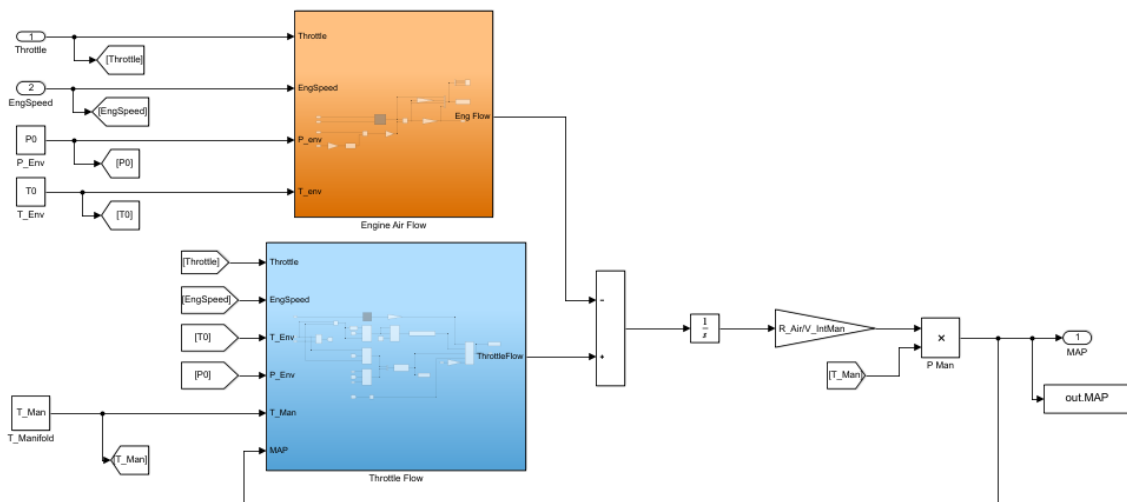 1
Throttle
[Throttle]
2
EngSpeed
[EngSpeed]
P0
P_Env
[P0]
T0
T_Env
[T0]
Throttle
EngSpeed
P_env
T_env
Eng Flow
Engine Air Flow
[Throttle]
[EngSpeed]
[T0]
[P0]
T_Man
T_Manifold
[T_Man]
Throttle
EngSpeed
T_Env
P_Env
T_Man
MAP
ThrottleFlow
Throttle Flow
−
+
1
s
R_Air/V_IntMan
[T_Man]
×
P Man
1
MAP
out.MAP